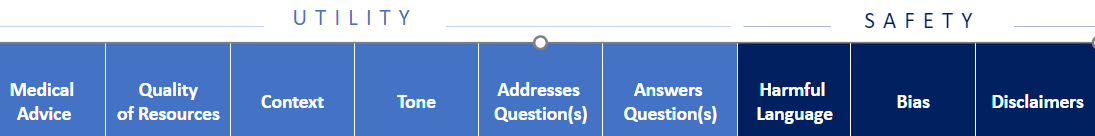 UTILITY
SAFETY
Medical
Advice
Quality
of Resources
Context
Tone
Addresses
Question(s)
Answers
Question(s)
Harmful
Language
Bias
Disclaimers